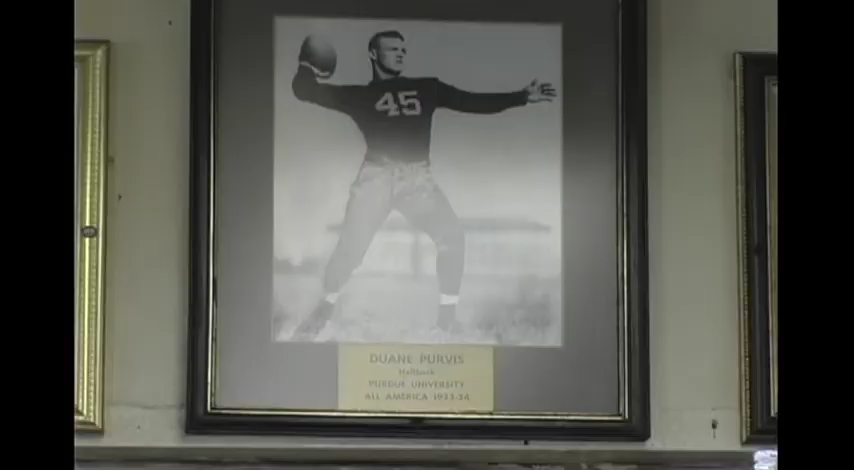 45
DUANE PURVIS
Halfback
PURDUE UNIVERSITY
ALL AMERICA 1933-34